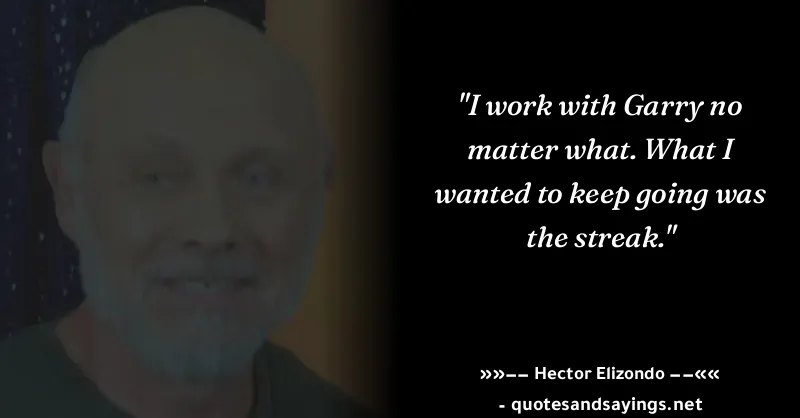 "I work with Garry no
matter what. What I
wanted to keep going was
the streak."
»»–– Hector Elizondo ––««
- quotesandsayings.net